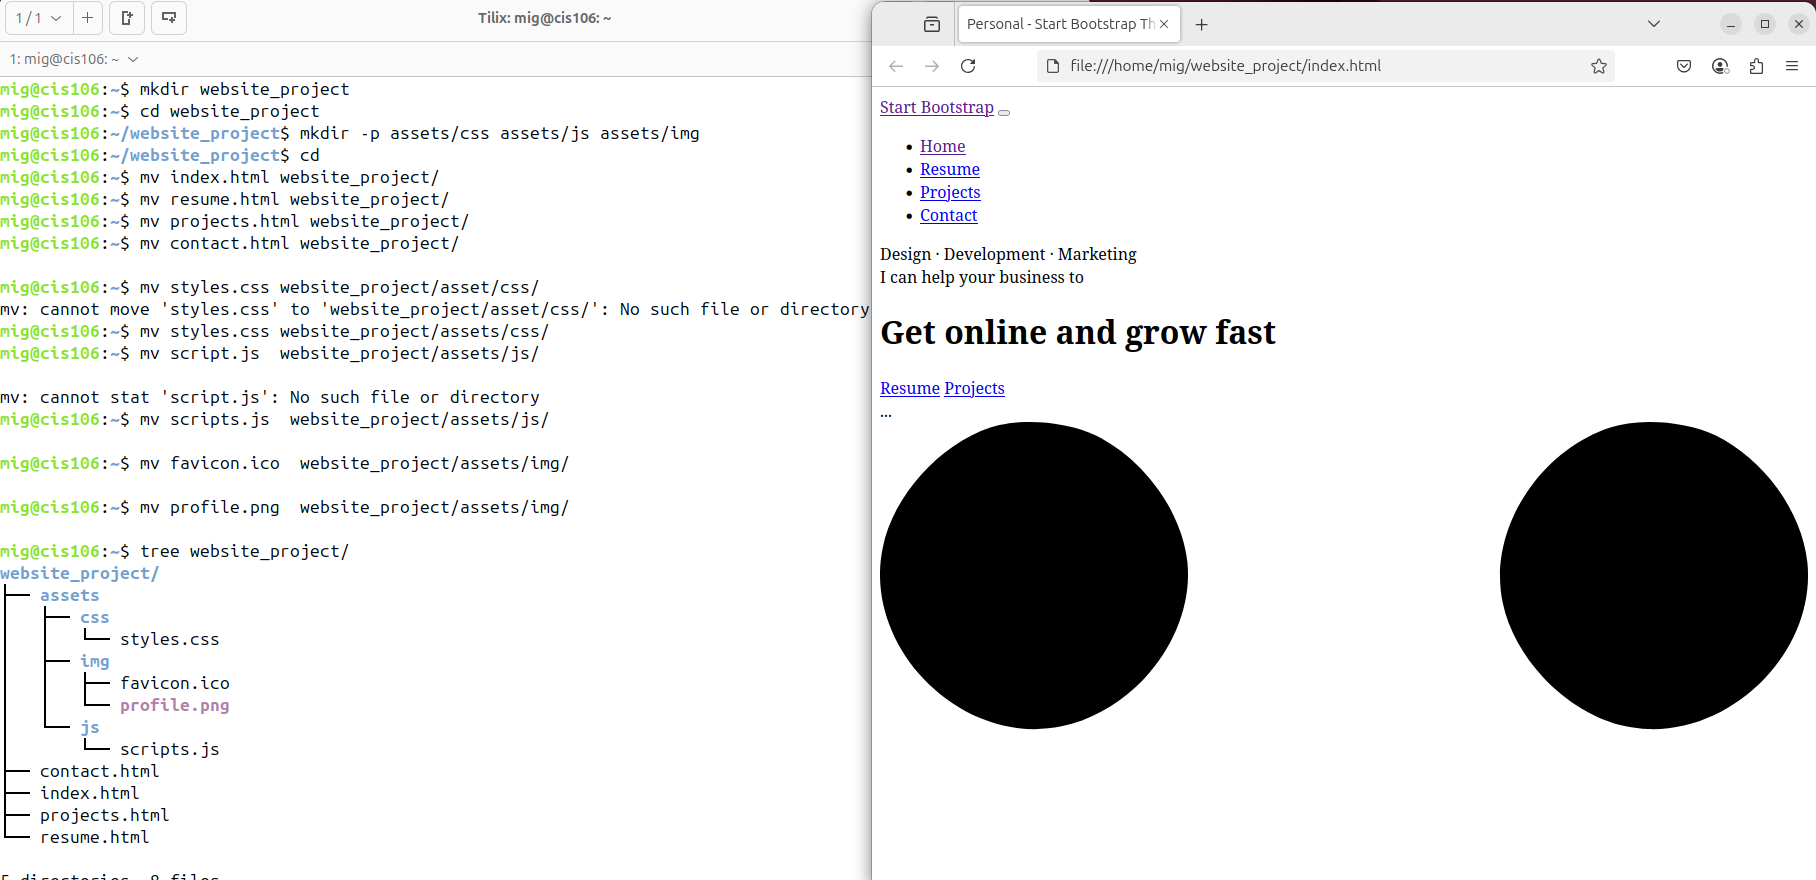 1 / 1
Tilix: mig@cis106: ~
1: mig@cis106: ~
mig@cis106:~$ mkdir website_project
mig@cis106:~$ cd website_project
mig@cis106:~/website_project$ mkdir -p assets/css assets/js assets/img
mig@cis106:~/website_project$ cd
mig@cis106:~$ mv index.html website_project/
mig@cis106:~$ mv resume.html website_project/
mig@cis106:~$ mv projects.html website_project/
mig@cis106:~$ mv contact.html website_project/
mig@cis106:~$ mv styles.css website_project/asset/css/
mv: cannot move 'styles.css' to 'website_project/asset/css/': No such file or directory
mig@cis106:~$ mv styles.css website_project/assets/css/
mig@cis106:~$ mv script.js  website_project/assets/js/
mv: cannot stat 'script.js': No such file or directory
mig@cis106:~$ mv scripts.js  website_project/assets/js/
mig@cis106:~$ mv favicon.ico  website_project/assets/img/
mig@cis106:~$ mv profile.png  website_project/assets/img/
mig@cis106:~$ tree website_project/
website_project/
assets
css
styles.css
img
favicon.ico
profile.png
js
scripts.js
contact.html
index.html
projects.html
resume.html
5 directories, 8 files
Personal - Start Bootstrap Th
file:///home/mig/website_project/index.html
Start Bootstrap
Home
Resume
Projects
Contact
Design · Development · Marketing
I can help your business to
Get online and grow fast
Resume Projects
...